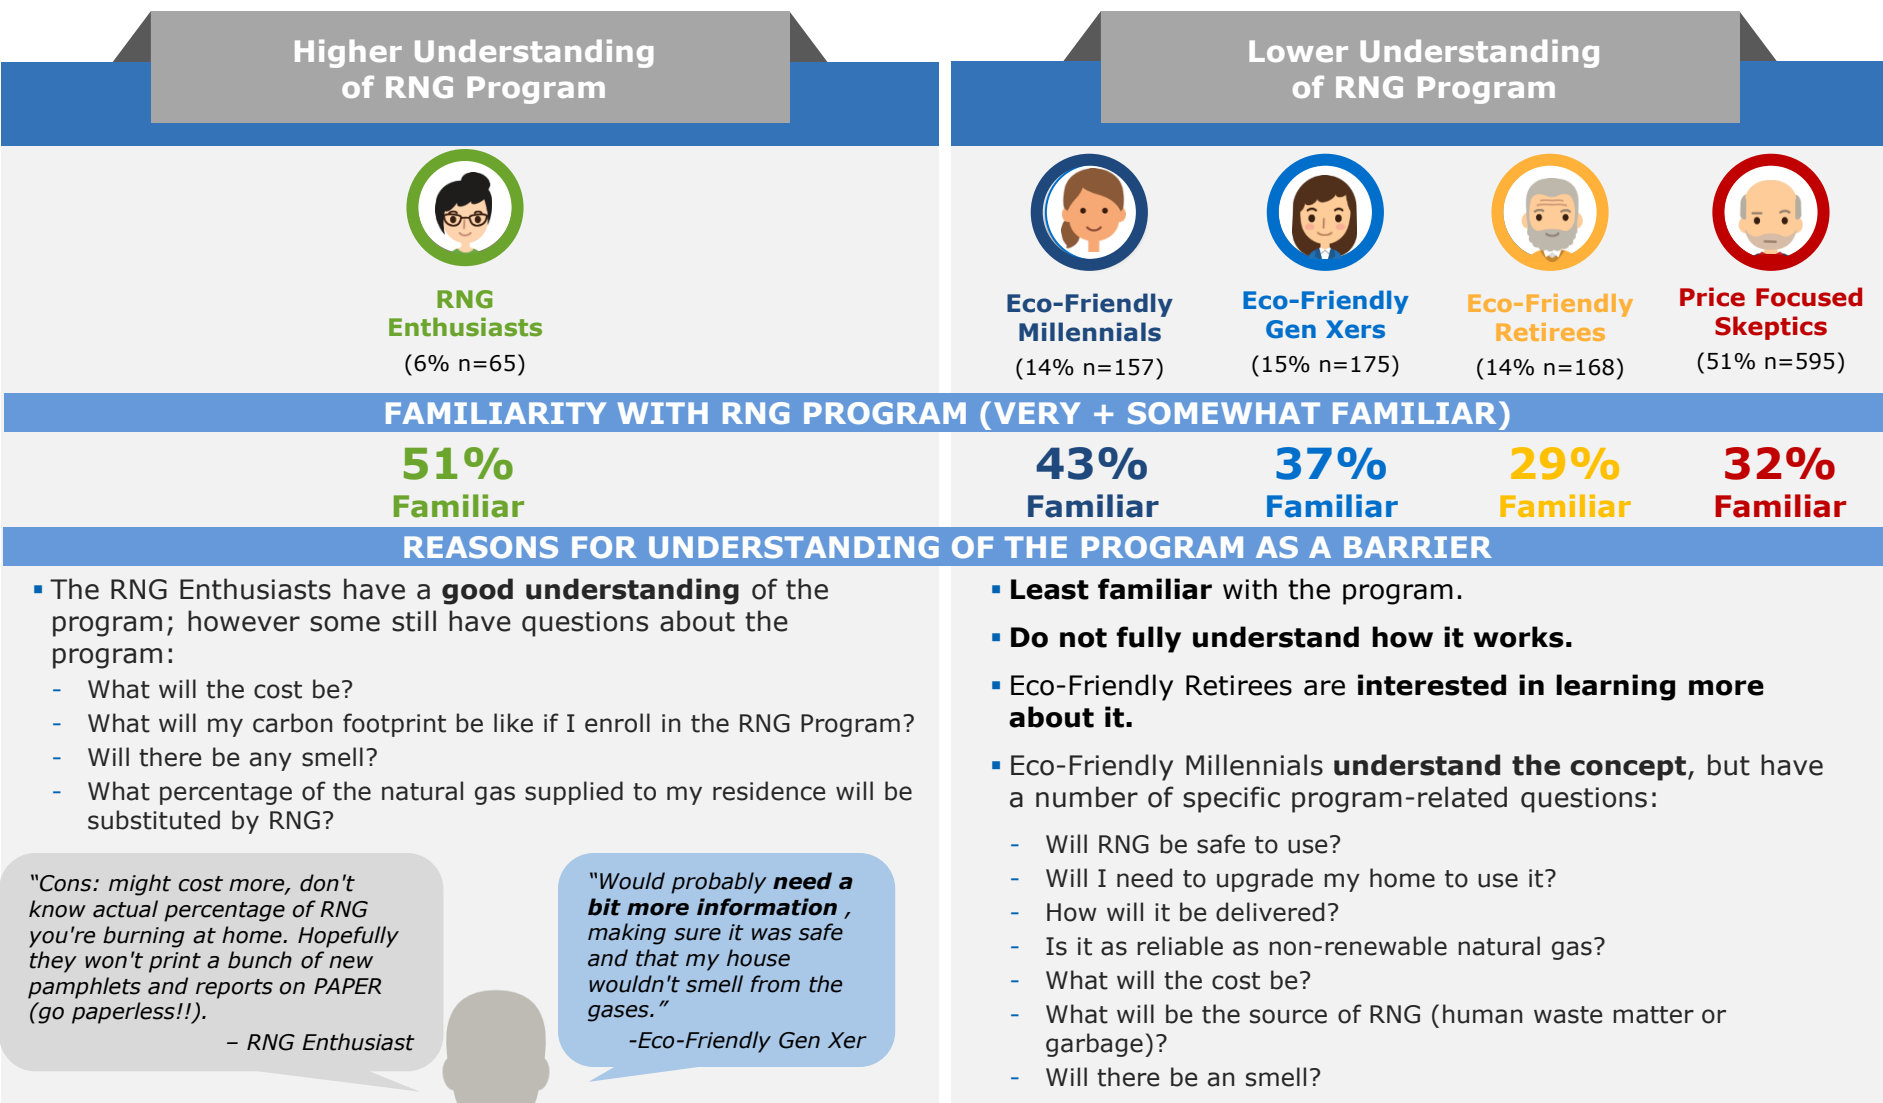 Higher Understanding
of RNG Program
Lower Understanding
of RNG Program
RNG
Enthusiasts
(6% n=65)
Eco-Friendly
Millennials
(14% n=157)
Eco-Friendly
Gen Xers
(15% n=175)
Eco-Friendly
Retirees
(14% n=168)
Price Focused
Skeptics
(51% n=595)
FAMILIARITY WITH RNG PROGRAM (VERY + SOMEWHAT FAMILIAR)
51%
Familiar
43%
Familiar
37%
Familiar
29%
Familiar
32%
Familiar
REASONS FOR UNDERSTANDING OF THE PROGRAM AS A BARRIER
▪ The RNG Enthusiasts have a good understanding of the
program; however some still have questions about the
program:
- What will the cost be?
- What will my carbon footprint be like if I enroll in the RNG Program?
- Will there be any smell?
- What percentage of the natural gas supplied to my residence will be
substituted by RNG?
“Cons: might cost more, don't
know actual percentage of RNG
you're burning at home. Hopefully
they won't print a bunch of new
pamphlets and reports on PAPER
(go paperless!!).
– RNG Enthusiast
“Would probably need a
bit more information ,
making sure it was safe
and that my house
wouldn't smell from the
gases.”
-Eco-Friendly Gen Xer
▪ Least familiar with the program.
▪ Do not fully understand how it works.
▪ Eco-Friendly Retirees are interested in learning more
about it.
▪ Eco-Friendly Millennials understand the concept, but have
a number of specific program-related questions:
- Will RNG be safe to use?
- Will I need to upgrade my home to use it?
- How will it be delivered?
- Is it as reliable as non-renewable natural gas?
- What will the cost be?
- What will be the source of RNG (human waste matter or
garbage)?
- Will there be an smell?